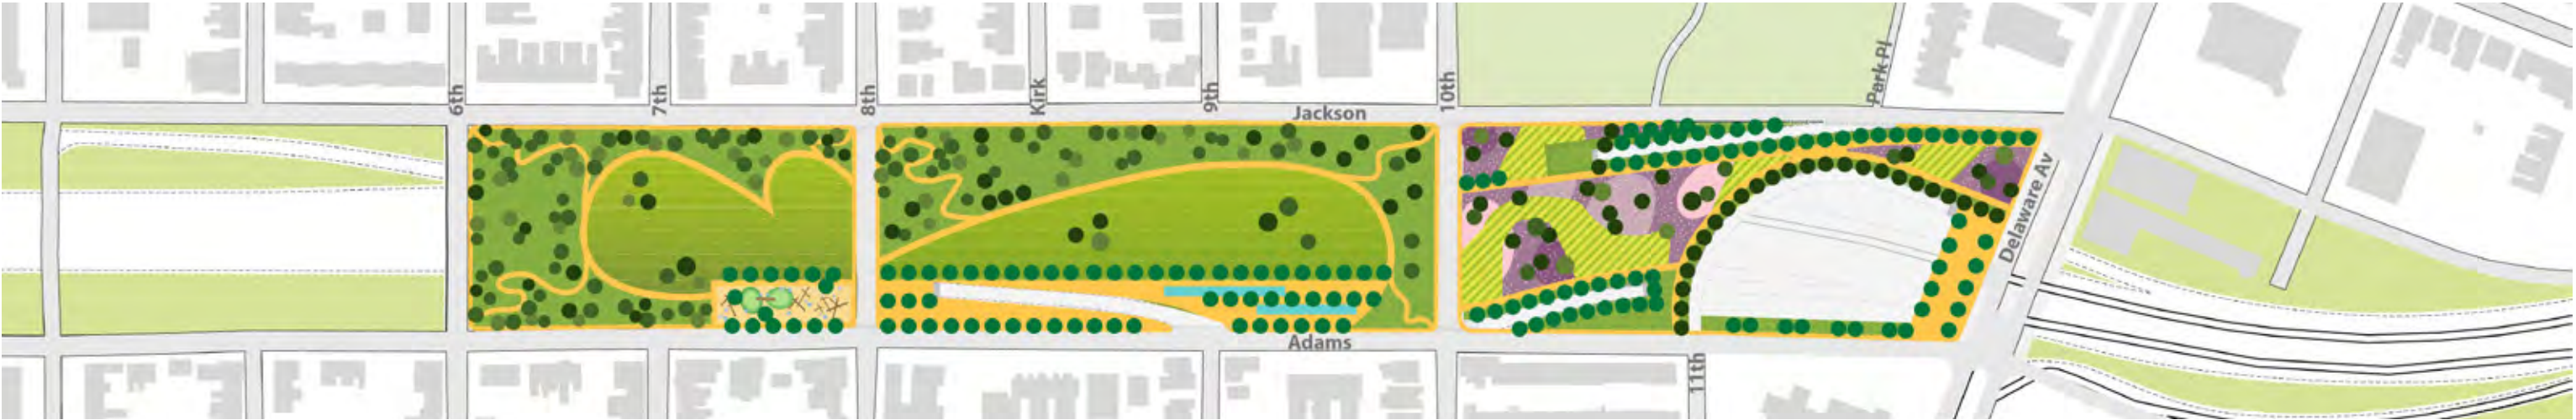 6th
7th
8th
Kirk
9th
10th
Park Pl
Jackson
Delaware Av
Adams
11th